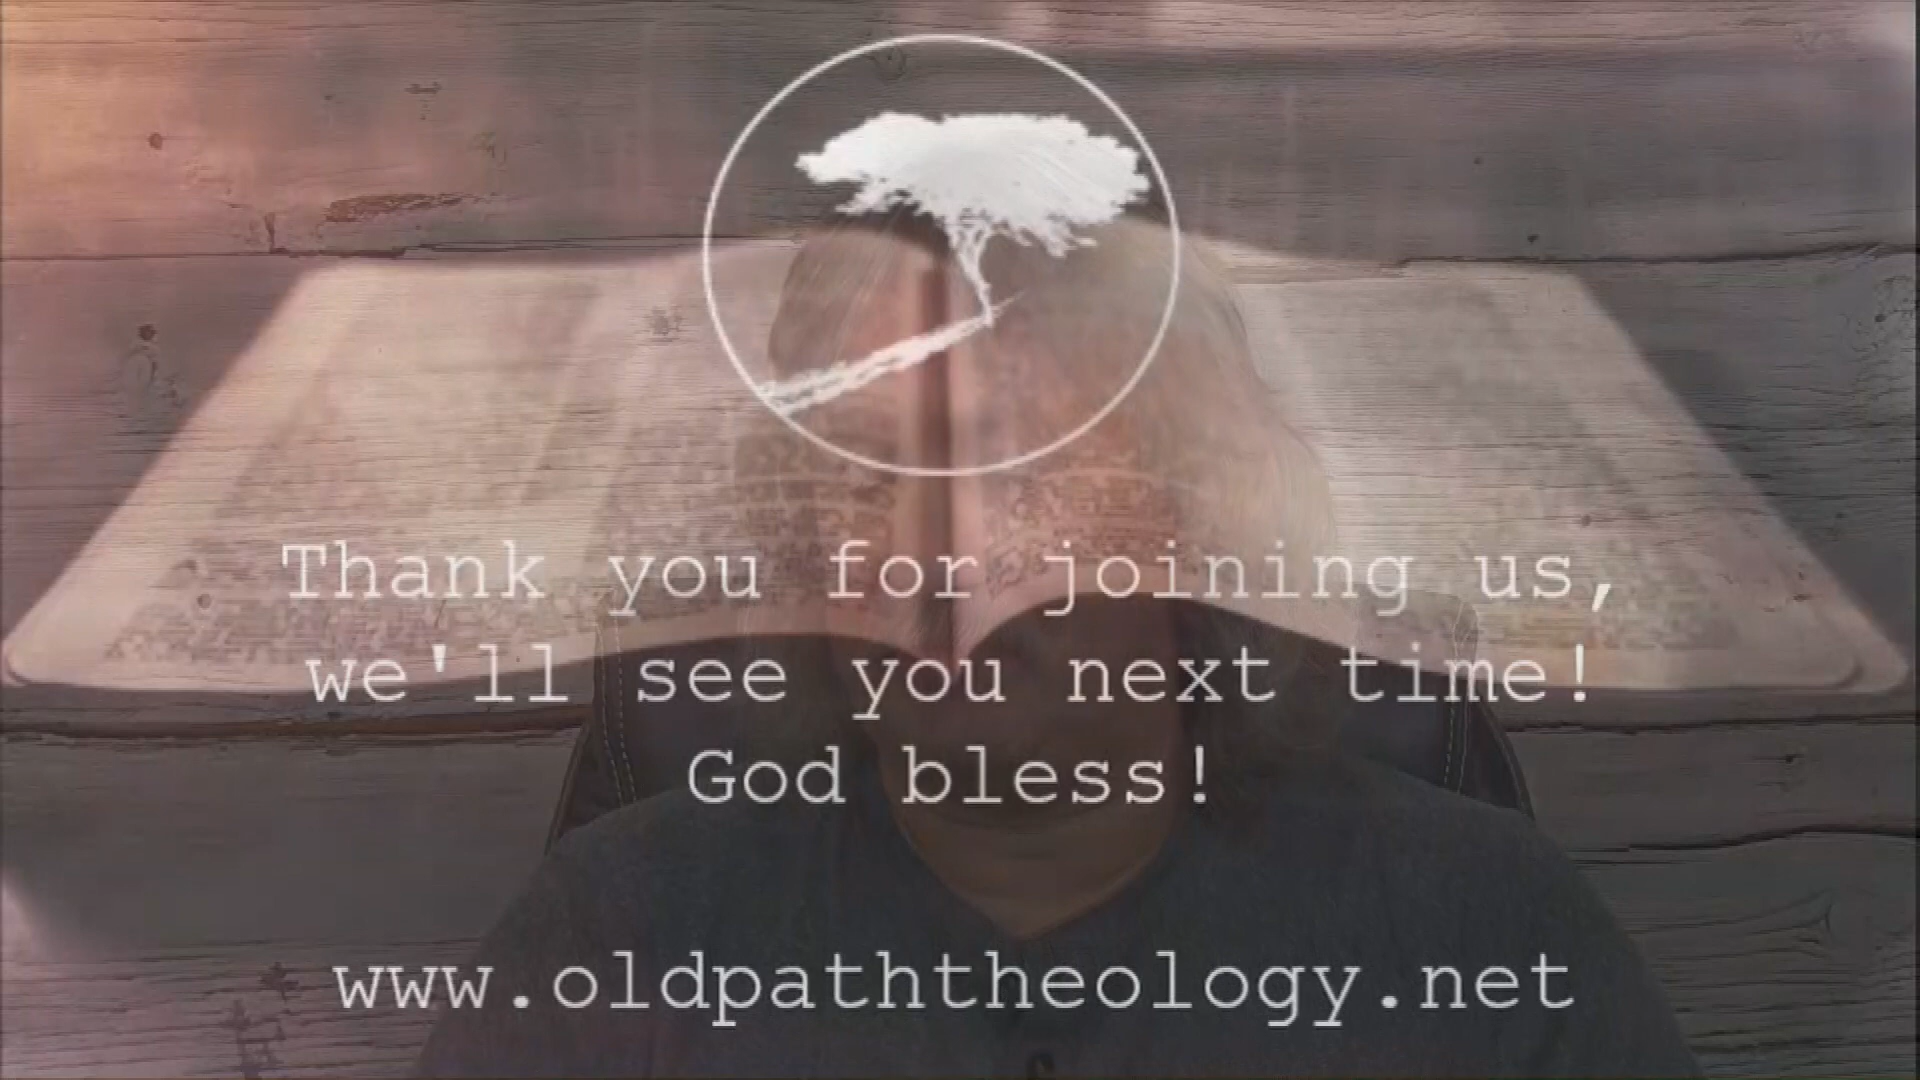 Thank you for joining us,
we'll see you next time!
God bless!
www.oldpaththeology.net